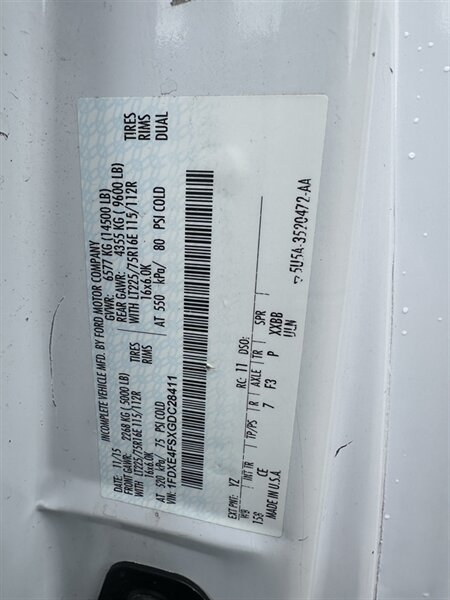 INCOMPLETE VEHICLE MFD. BY FORD MOTOR COMPANY
DATE: 11/15 GVWR: 6577 KG (14500 LB)
FRONT GAWR: 2268 KG (5000 LB) REAR GAWR: 4355 KG (9600 LB)
WITH LT225/75R16E 115/112R TIRES WITH LT225/75R16E 115/112R TIRES
16x6.0K RIMS 16x6.0K RIMS
AT 520 kPa/ 75 PSI COLD AT 550 kPa/ 80 PSI COLD DUAL
VIN: 1FDXE4FSXGDC28411
EXT PNT: YZ RC: 11 DSO:
WB INT TR TP/PS R AXLE TR SPR
158 CE 7 F3 P XXBB
MADE IN U.S.A.
5U5A-3520472-AA